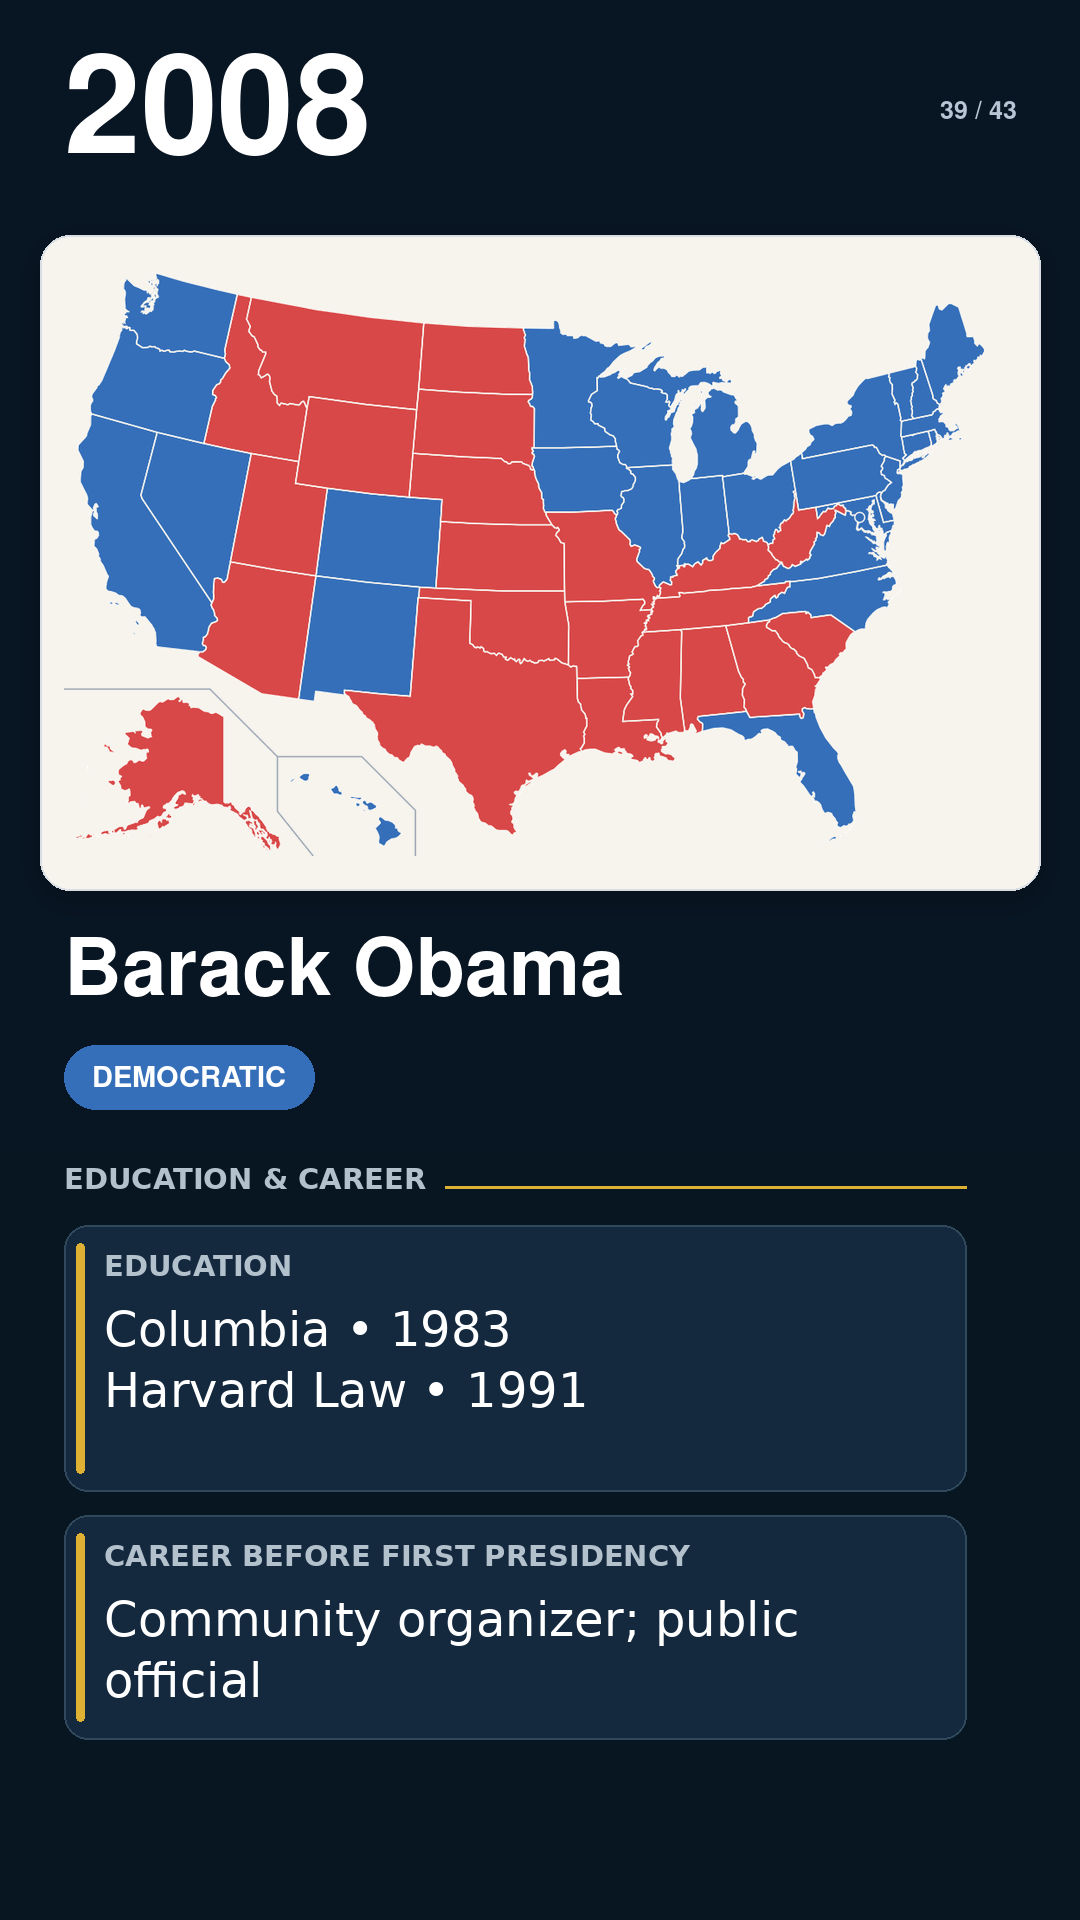 2008
39 / 43
Barack Obama
DEMOCRATIC
EDUCATION & CAREER
EDUCATION
Columbia • 1983
Harvard Law • 1991
CAREER BEFORE FIRST PRESIDENCY
Community organizer; public
official